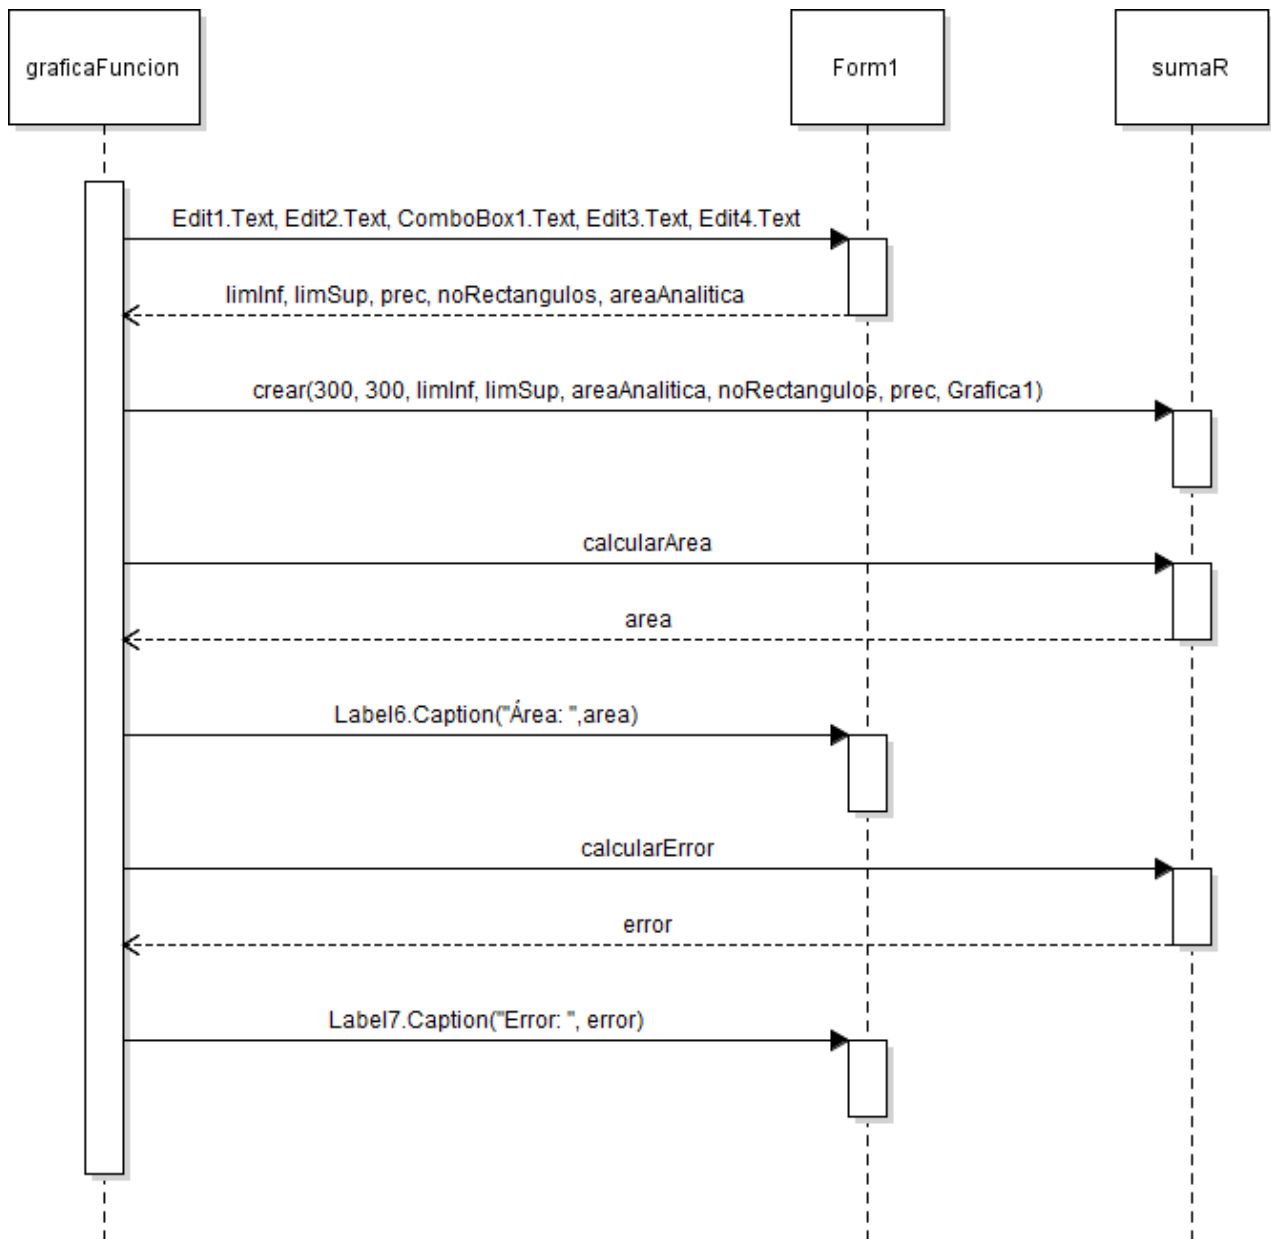 graficaFuncion
Form1
sumaR
Edit1.Text, Edit2.Text, ComboBox1.Text, Edit3.Text, Edit4.Text
limInf, limSup, prec, noRectangulos, areaAnalitica
crear(300, 300, limInf, limSup, areaAnalitica, noRectangulos, prec, Grafica1)
calcularArea
area
Label6.Caption("Área: ",area)
calcularError
error
Label7.Caption("Error: ", error)